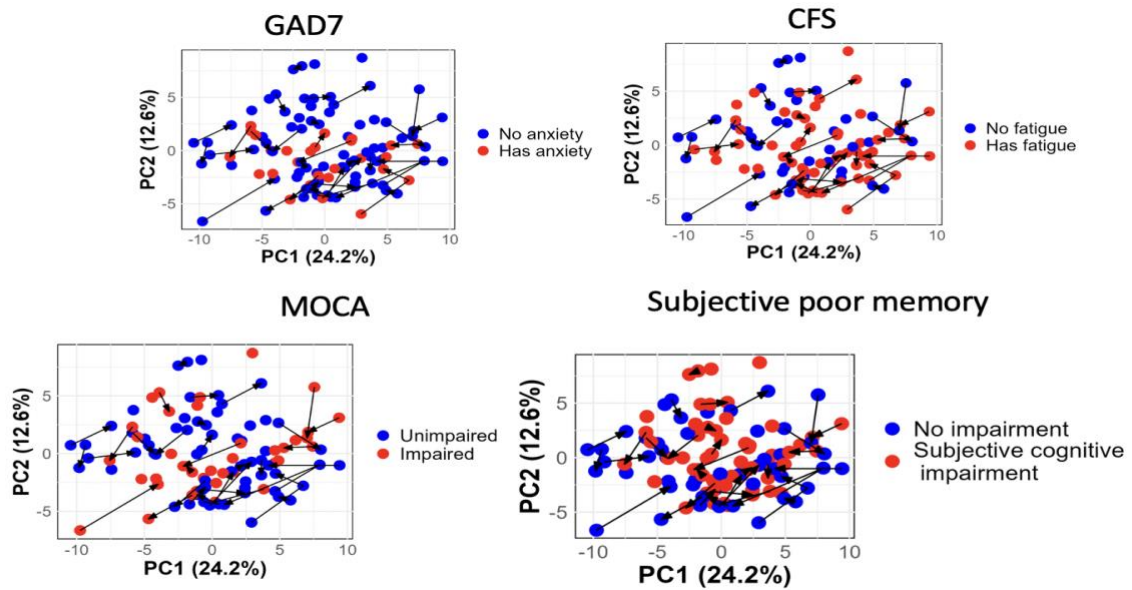 GAD7
PC2 (12.6%)
5
0
-5
-10
-5
0
5
10
PC1 (24.2%)
No anxiety
Has anxiety
CFS
PC2 (12.6%)
5
0
-5
-10
-5
0
5
10
PC1 (24.2%)
No fatigue
Has fatigue
MOCA
PC2 (12.6%)
5
0
-5
-10
-5
0
5
10
PC1 (24.2%)
Unimpaired
Impaired
Subjective poor memory
PC2 (12.6%)
5
0
-5
-10
-5
0
5
10
PC1 (24.2%)
No impairment
Subjective cognitive
impairment